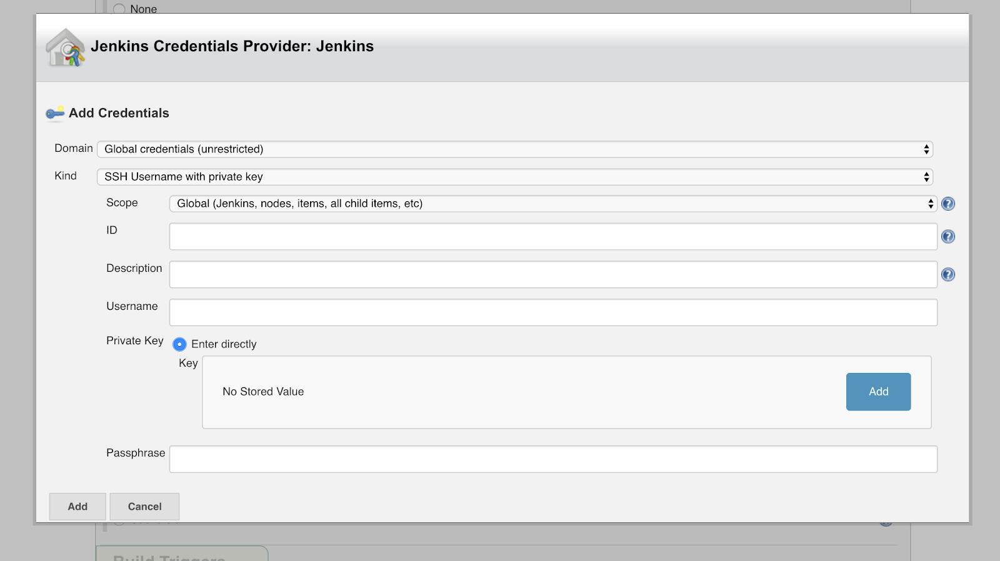 None
Jenkins Credentials Provider: Jenkins
Add Credentials
Domain Global credentials (unrestricted)
Kind SSH Username with private key
Scope Global (Jenkins, nodes, items, all child items, etc)
ID
Description
Username
Private Key Enter directly
Key
No Stored Value Add
Passphrase
Add Cancel
Build Triggers